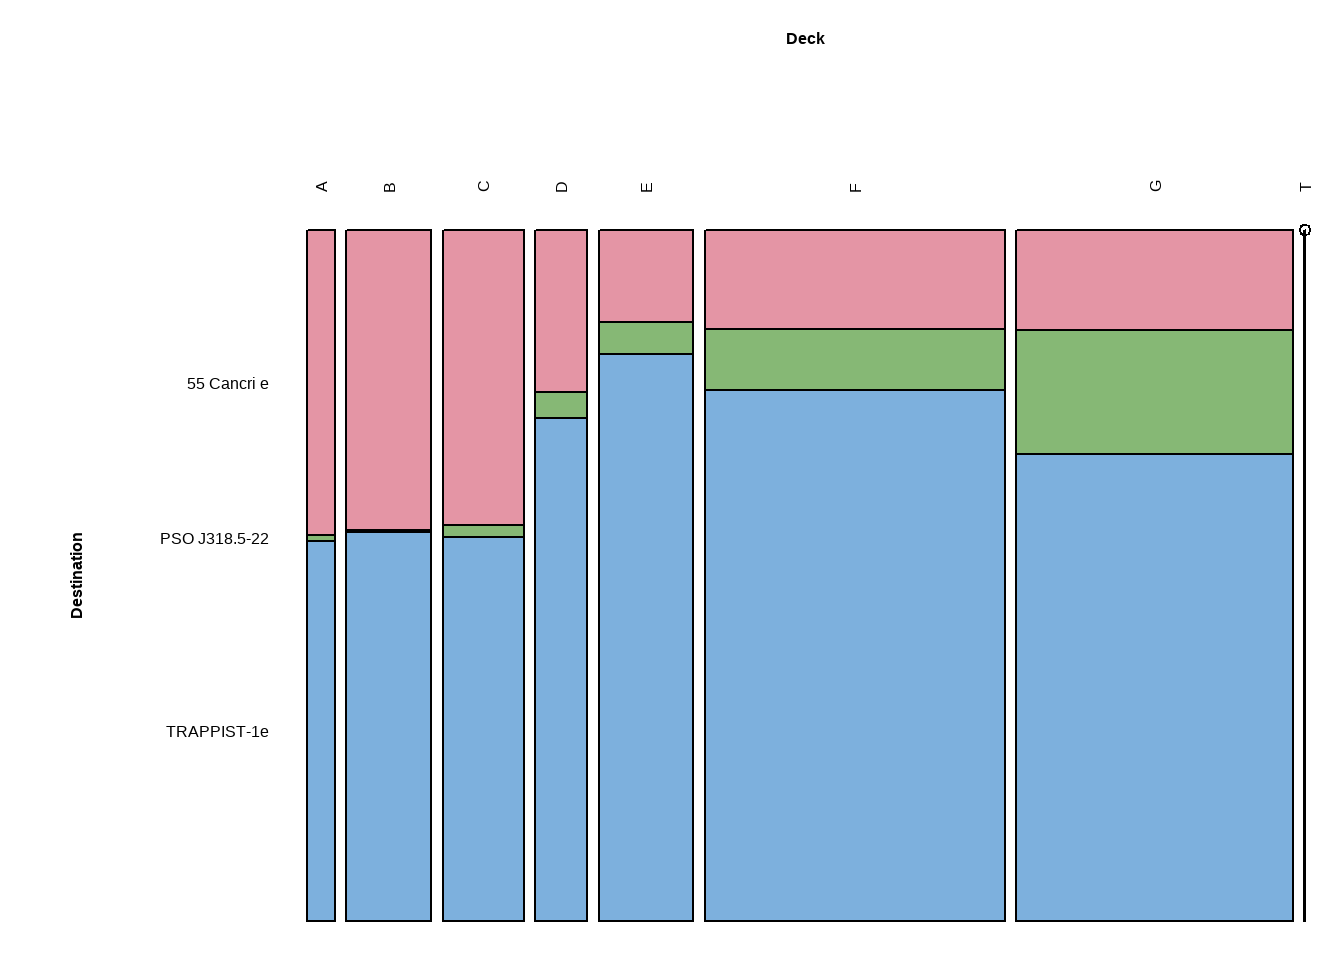 Deck
A
B
C
D
E
F
G
T
55 Cancri e
PSO J318.5-22
Destination
TRAPPIST-1e